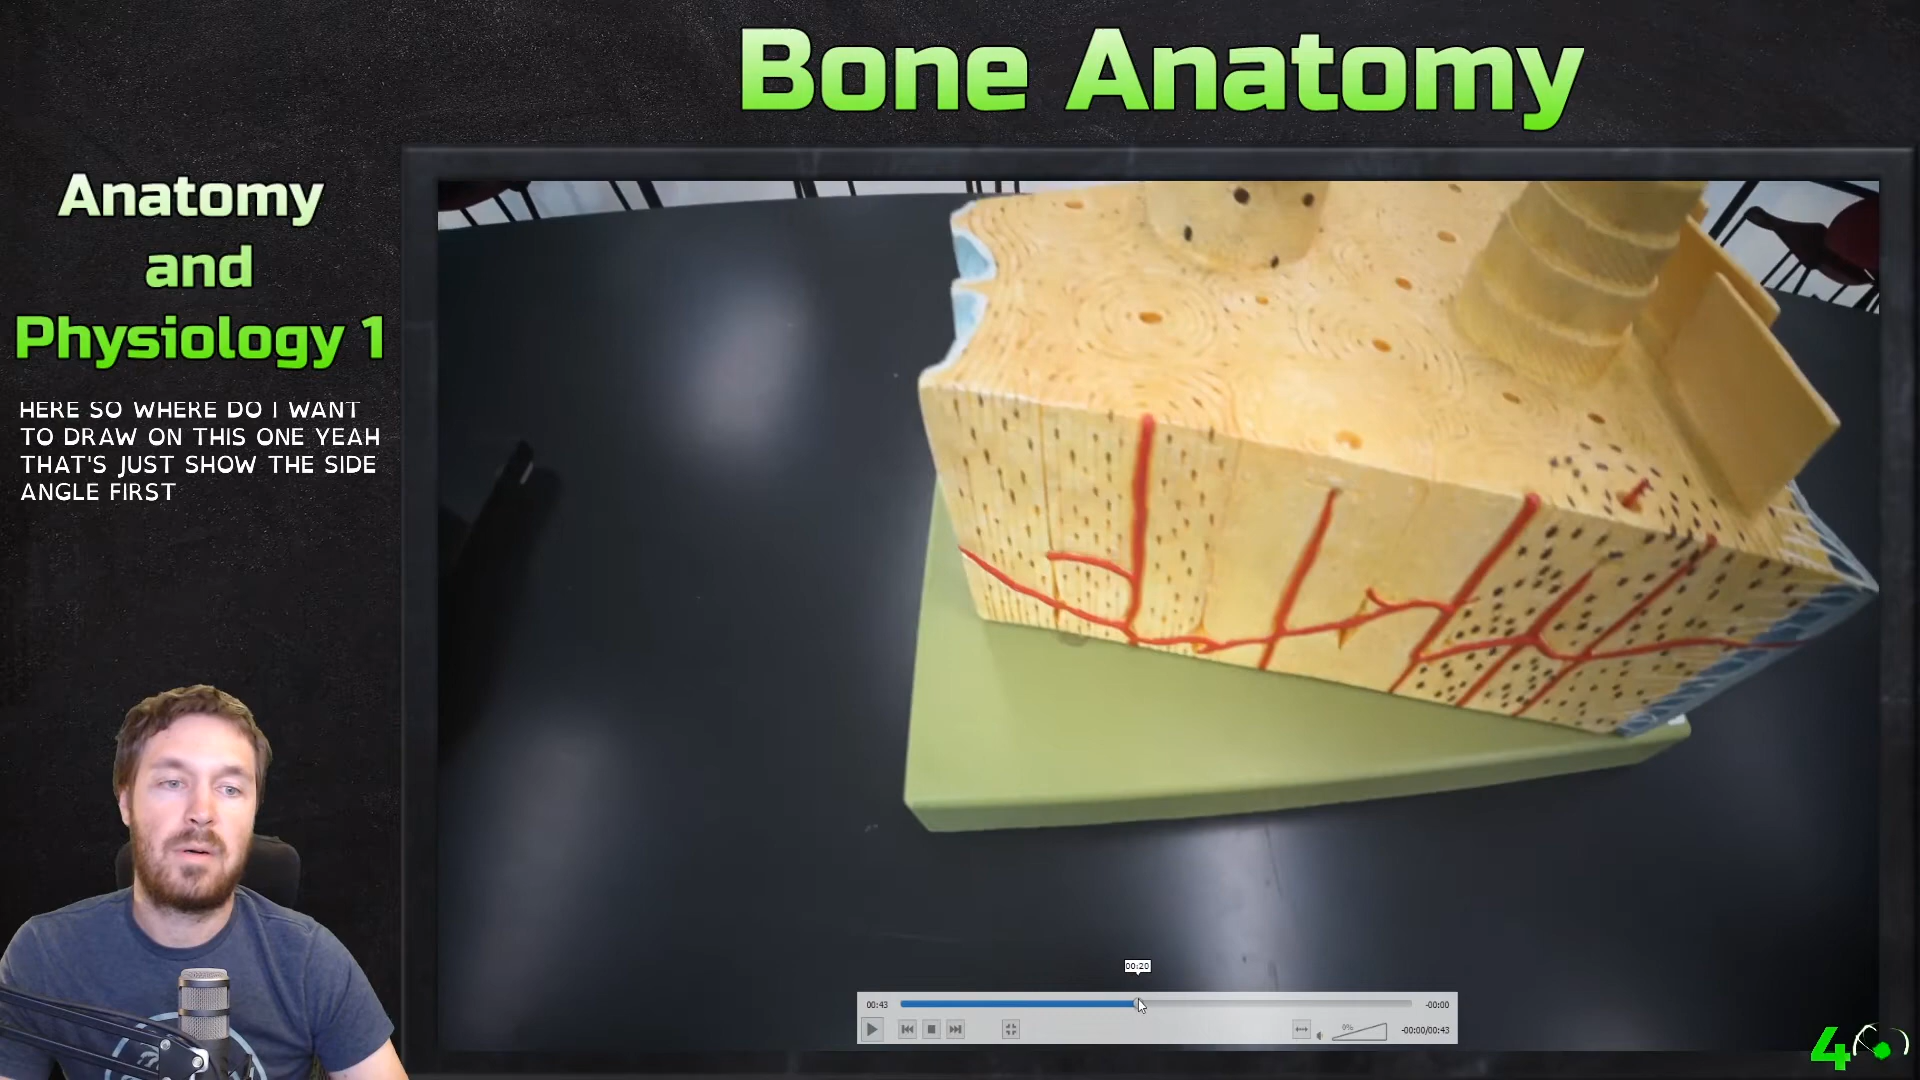 Bone Anatomy
Anatomy
and
Physiology 1
HERE SO WHERE DO I WANT
TO DRAW ON THIS ONE YEAH
THAT'S JUST SHOW THE SIDE
ANGLE FIRST
00:20
00:43
-00:00
0%
-00:00/00:43
4